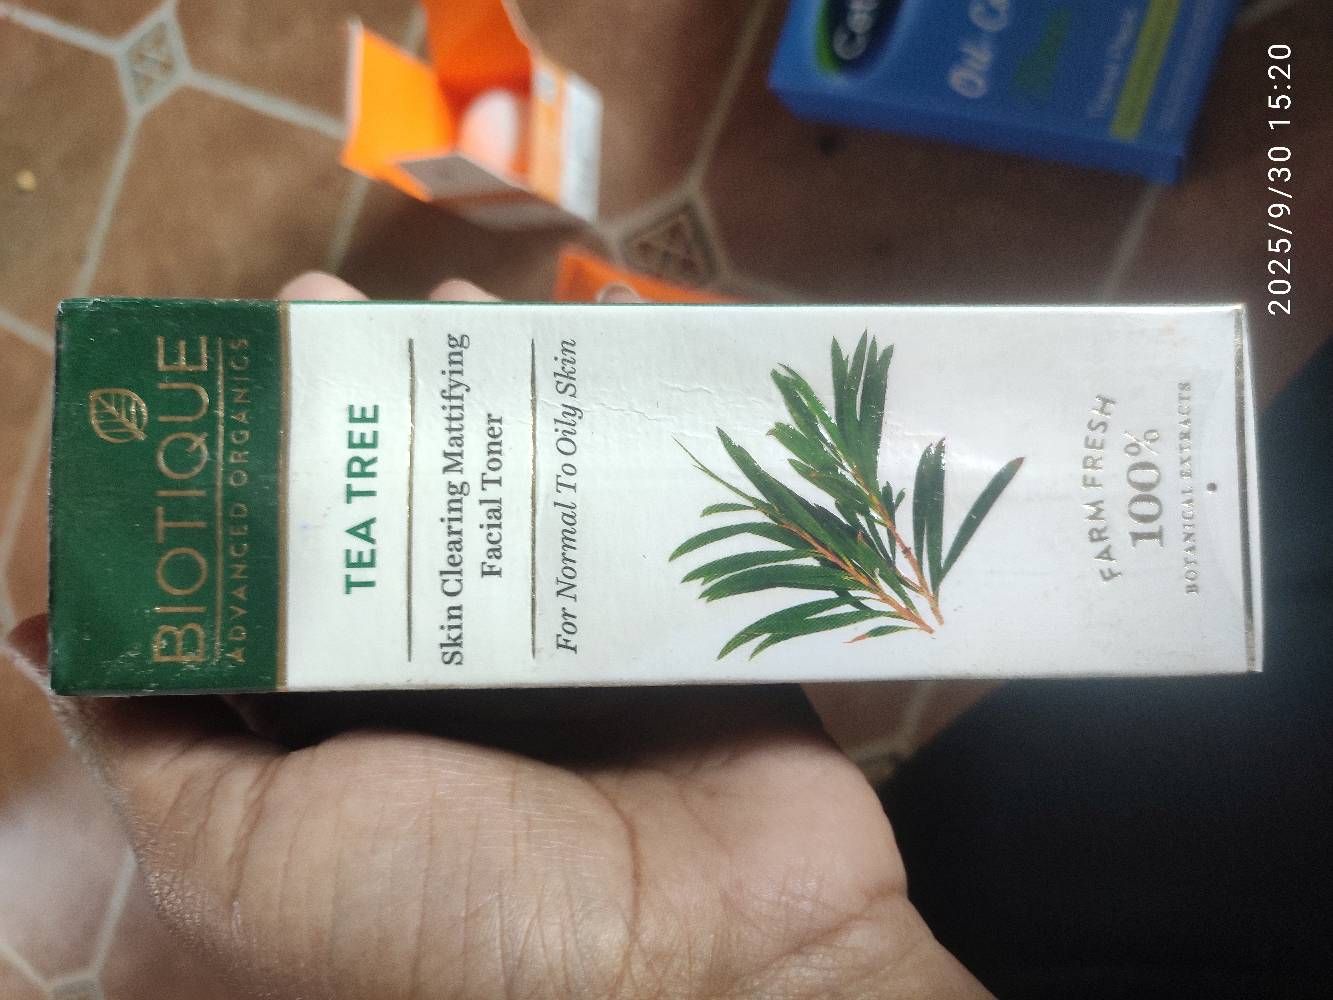 BIOTIQUE
ADVANCED ORGANICS
TEA TREE
Skin Clearing Mattifying
Facial Toner
For Normal To Oily Skin
FARM FRESH
100%
BOTANICAL EXTRACTS
2025/9/30 15:20